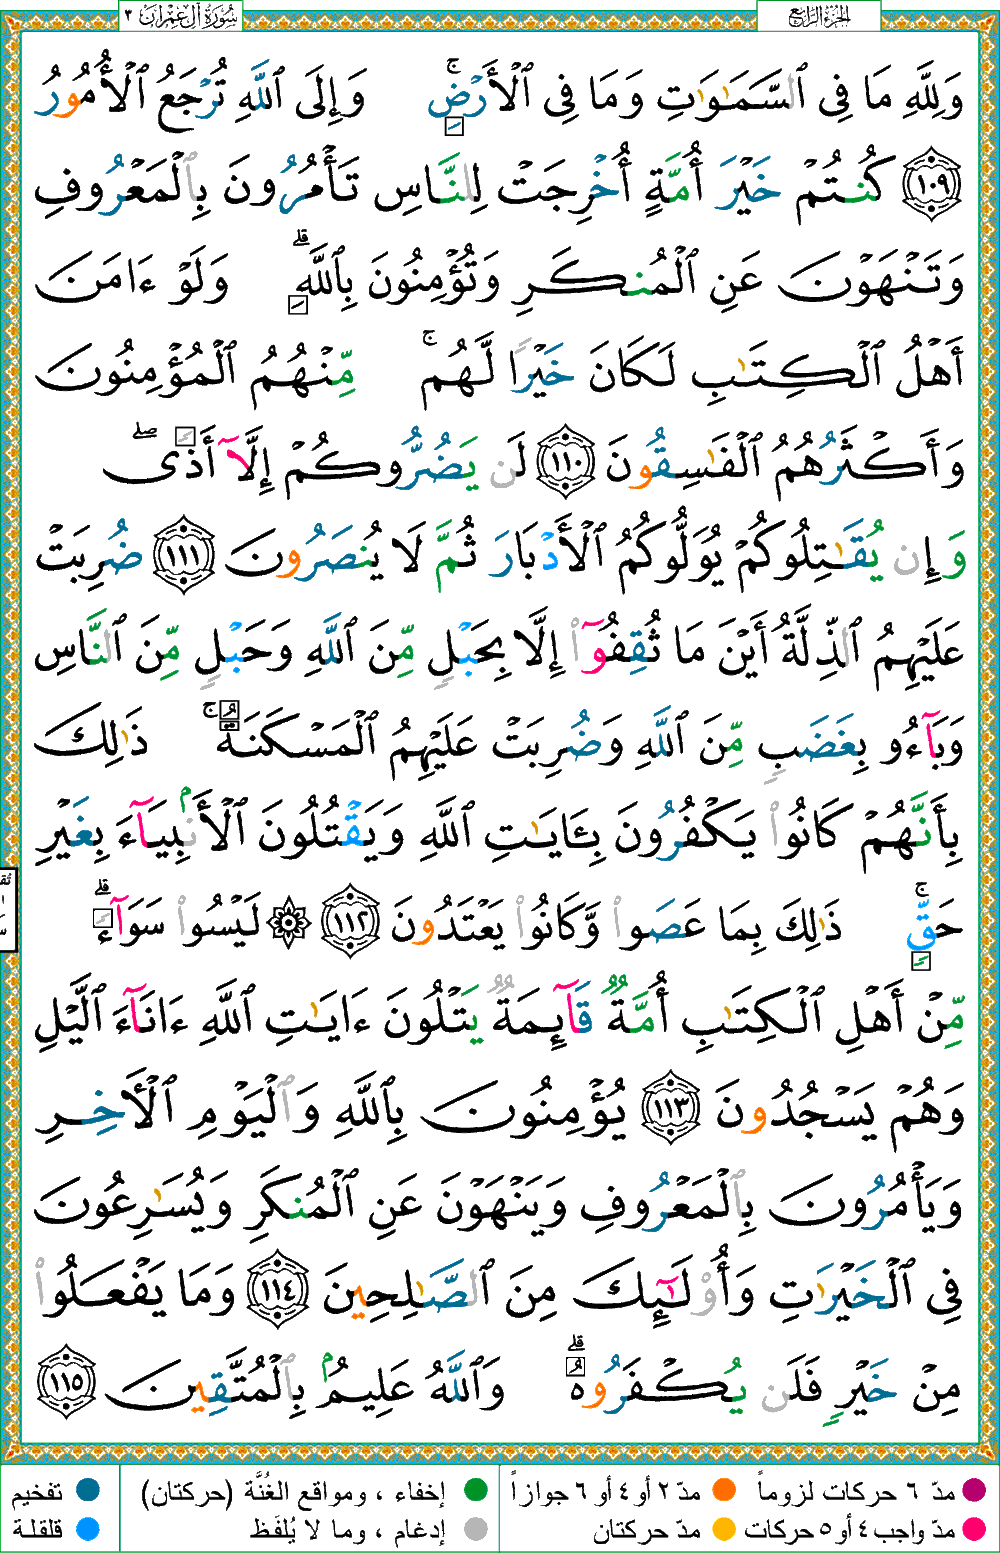 سُورَةُ آلِ عِمْرَانَ ٣
الجُزْءُ الرَّابِعُ
وَلِلَّهِ مَا فِى ٱلسَّمَـٰوَٰتِ وَمَا فِى ٱلْأَرْضِ ۚ وَإِلَى ٱللَّهِ تُرْجَعُ ٱلْأُمُورُ
١٠٩ كُنتُمْ خَيْرَ أُمَّةٍ أُخْرِجَتْ لِلنَّاسِ تَأْمُرُونَ بِٱلْمَعْرُوفِ
وَتَنْهَوْنَ عَنِ ٱلْمُنكَرِ وَتُؤْمِنُونَ بِٱللَّهِ ۗ وَلَوْ ءَامَنَ
أَهْلُ ٱلْكِتَـٰبِ لَكَانَ خَيْرًا لَّهُم ۚ مِّنْهُمُ ٱلْمُؤْمِنُونَ
وَأَكْثَرُهُمُ ٱلْفَـٰسِقُونَ ١١٠ لَن يَضُرُّوكُمْ إِلَّآ أَذًى ۖ
وَإِن يُقَـٰتِلُوكُمْ يُوَلُّوكُمُ ٱلْأَدْبَارَ ثُمَّ لَا يُنصَرُونَ ١١١ ضُرِبَتْ
عَلَيْهِمُ ٱلذِّلَّةُ أَيْنَ مَا ثُقِفُوٓا۟ إِلَّا بِحَبْلٍ مِّنَ ٱللَّهِ وَحَبْلٍ مِّنَ ٱلنَّاسِ
وَبَآءُو بِغَضَبٍ مِّنَ ٱللَّهِ وَضُرِبَتْ عَلَيْهِمُ ٱلْمَسْكَنَةُ ۚ ذَٰلِكَ
بِأَنَّهُمْ كَانُوا۟ يَكْفُرُونَ بِـَٔايَـٰتِ ٱللَّهِ وَيَقْتُلُونَ ٱلْأَنۢبِيَآءَ بِغَيْرِ
حَقٍّ ۚ ذَٰلِكَ بِمَا عَصَوا۟ وَّكَانُوا۟ يَعْتَدُونَ ١١٢ ۞ لَيْسُوا۟ سَوَآءً ۗ
مِّنْ أَهْلِ ٱلْكِتَـٰبِ أُمَّةٌ قَآئِمَةٌ يَتْلُونَ ءَايَـٰتِ ٱللَّهِ ءَانَآءَ ٱلَّيْلِ
وَهُمْ يَسْجُدُونَ ١١٣ يُؤْمِنُونَ بِٱللَّهِ وَٱلْيَوْمِ ٱلْأَخِرِ
وَيَأْمُرُونَ بِٱلْمَعْرُوفِ وَيَنْهَوْنَ عَنِ ٱلْمُنكَرِ وَيُسَـٰرِعُونَ
فِى ٱلْخَيْرَٰتِ وَأُو۟لَـٰٓئِكَ مِنَ ٱلصَّـٰلِحِينَ ١١٤ وَمَا يَفْعَلُوا۟
مِنْ خَيْرٍ فَلَن يُكْفَرُوهُ ۗ وَٱللَّهُ عَلِيمٌۢ بِٱلْمُتَّقِينَ ١١٥
مدّ ٦ حركات لزوماً مدّ ٢ أو ٤ أو ٦ جوازاً إخفاء ، ومواقع الغُنَّة (حركتان) تفخيم
مدّ واجب ٤ أو ٥ حركات مدّ حركتان إدغام ، وما لا يُلفَظ قلقلة